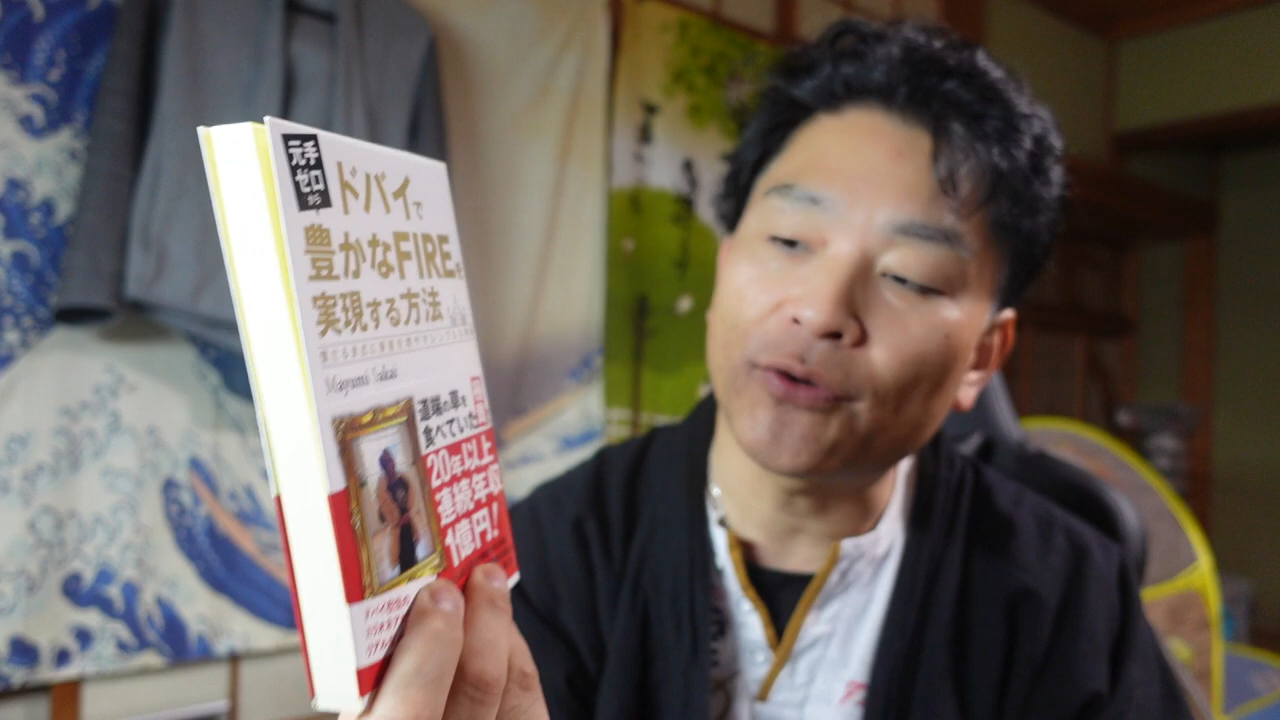 元手
ゼロ
から
ドバイで
豊かなFIREを
実現する方法
Mayumi Sakai
道端の草を
食べていた
20年以上
連続年収
1億円！